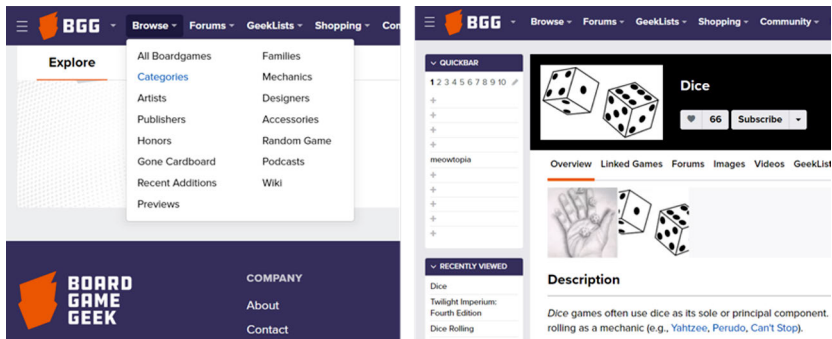 BGG
Browse
Forums
GeekLists
Shopping
Explore
All Boardgames
Families
Categories
Mechanics
Artists
Designers
Publishers
Accessories
Honors
Random Game
Gone Cardboard
Podcasts
Recent Additions
Wiki
Previews
BOARD
GAME
GEEK
COMPANY
About
Contact
BGG
Browse
Forums
GeekLists
Shopping
Community
QUICKBAR
1 2 3 4 5 6 7 8 9 10
meowtopia
RECENTLY VIEWED
Dice
Twilight Imperium:
Fourth Edition
Dice Rolling
Dice
66
Subscribe
Overview
Linked Games
Forums
Images
Videos
GeekList
Description
Dice games often use dice as its sole or principal component.
rolling as a mechanic (e.g., Yahtzee, Perudo, Can't Stop).